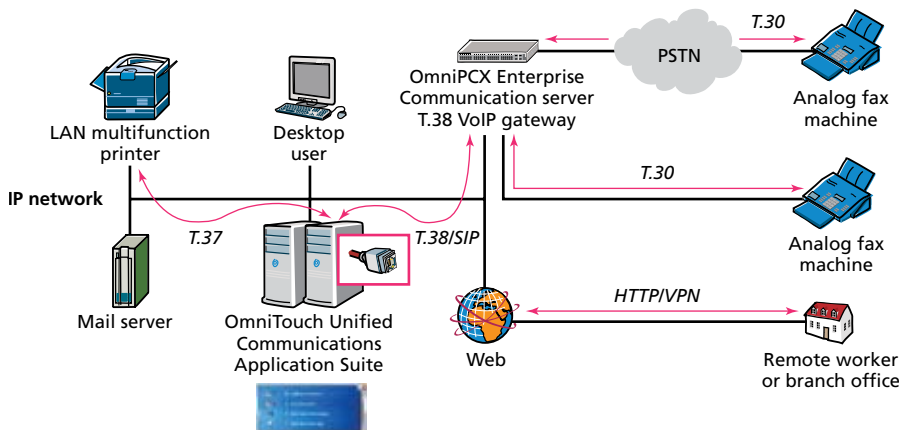 T.30
PSTN
OmniPCX Enterprise
Communication server
T.38 VoIP gateway
Analog fax
machine
LAN multifunction
printer
Desktop
user
T.30
IP network
T.37
T.38/SIP
Analog fax
machine
HTTP/VPN
Mail server
OmniTouch Unified
Communications
Application Suite
Web
Remote worker
or branch office